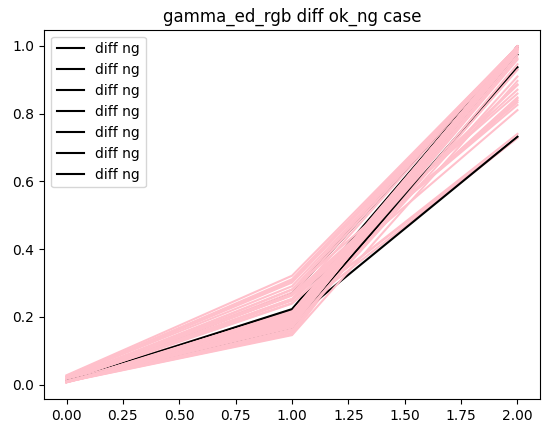 gamma_ed_rgb diff ok_ng case
diff ng
diff ng
diff ng
diff ng
diff ng
diff ng
diff ng
1.0
0.8
0.6
0.4
0.2
0.0
0.00 0.25 0.50 0.75 1.00 1.25 1.50 1.75 2.00